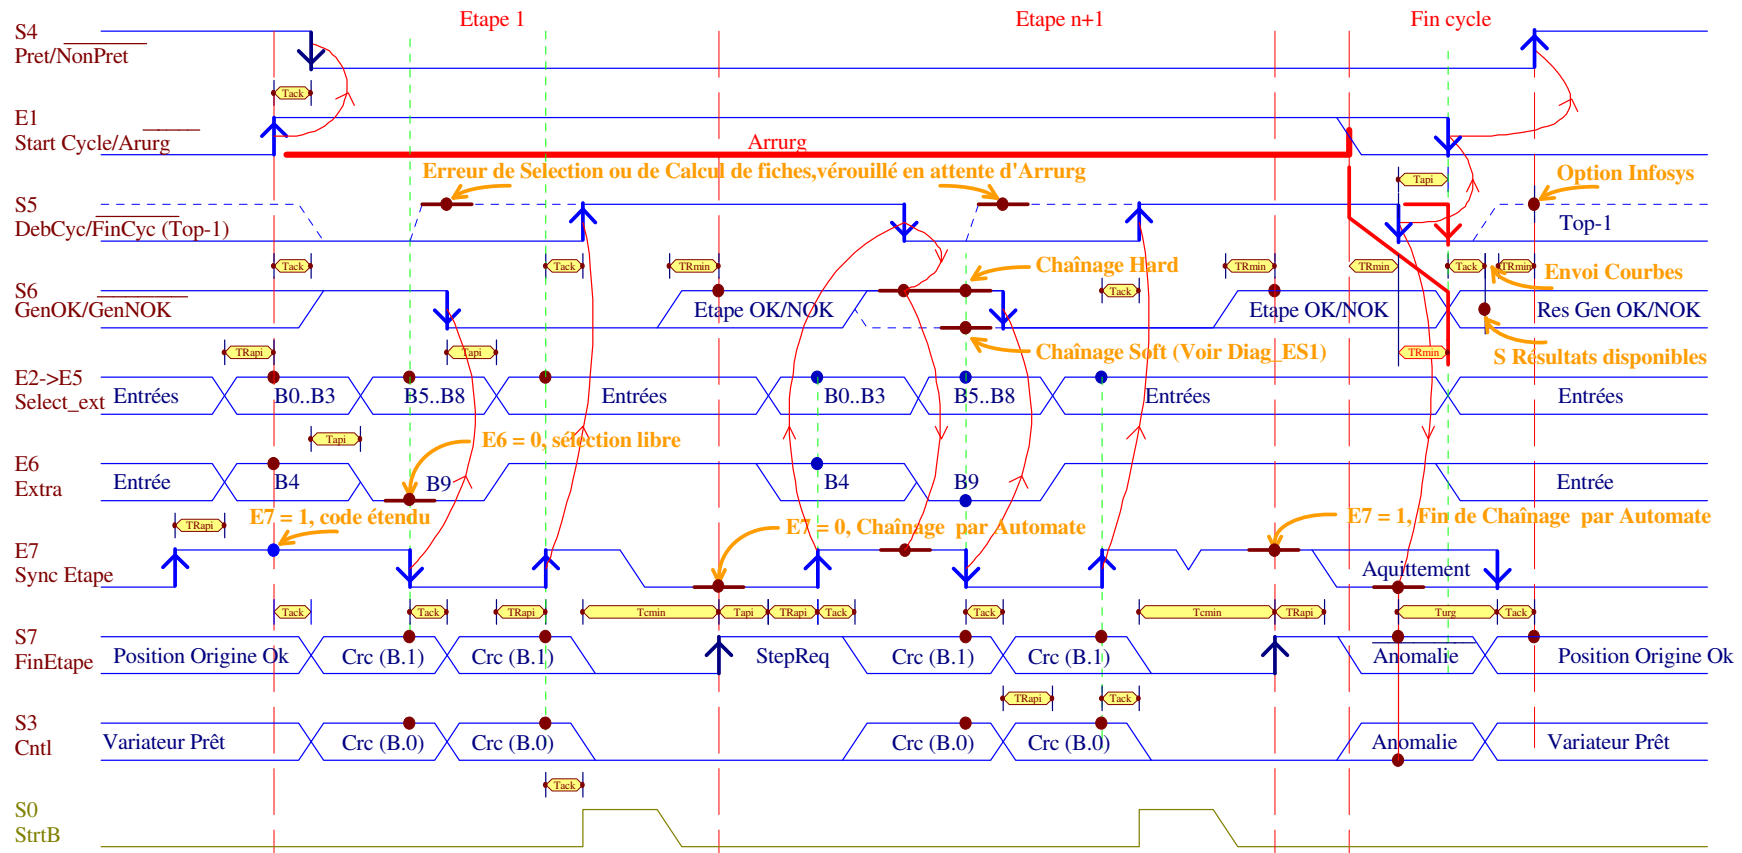 Etape 1 Etape n+1 Fin cycle
S4
Pret/NonPret
Tack
E1
Start Cycle/Arurg
Arrurg
Erreur de Selection ou de Calcul de fiches,vérouillé en attente d'Arrurg
Tapi
Option Infosys
S5
DebCyc/FinCyc (Top-1)
Top-1
Tack Tack TRmin TRmin TRmin Tack TRmin
Chaînage Hard
Envoi Courbes
Tack
S6
GenOK/GenNOK
Etape OK/NOK Etape OK/NOK Res Gen OK/NOK
TRapi Tapi TRmin
Chaînage Soft (Voir Diag_ES1)
S Résultats disponibles
E2->E5
Select_ext
Entrées B0..B3 B5..B8 Entrées B0..B3 B5..B8 Entrées Entrées
Tapi
E6 = 0, sélection libre
E6
Extra
Entrée B4 B9 B4 B9 Entrée
TRapi
E7 = 1, code étendu
E7 = 0, Chaînage par Automate
E7 = 1, Fin de Chaînage par Automate
E7
Sync Etape
Aquittement
Tack Tack TRapi Tcmin Tapi TRapi Tack Tack Tcmin TRapi Turg Tack
S7
FinEtape
Position Origine Ok Crc (B.1) Crc (B.1) StepReq Crc (B.1) Crc (B.1) Anomalie Position Origine Ok
TRapi Tack
S3
Cntl
Variateur Prêt Crc (B.0) Crc (B.0) Crc (B.0) Crc (B.0) Anomalie Variateur Prêt
Tack
S0
StrtB